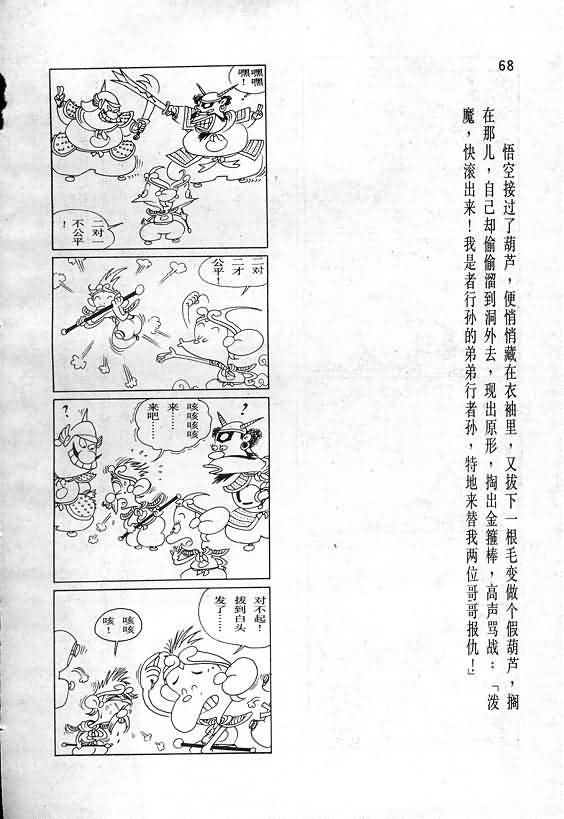 68
悟空接过了葫芦，便悄悄藏在衣袖里，又拔下一根毛变做个假葫芦，搁
在那儿，自己却偷偷溜到洞外去，现出原形，掏出金箍棒，高声骂战：「泼
魔，快滚出来！我是者行孙的弟弟行者孙，特地来替我两位哥哥报仇！」
嘿嘿
嘿！
二对一
不公平！
二对
二才
公平！
?
咳咳咳咳
来……
来吧……
?
对不起！
拔到白头
发了……
咳咳
咳！